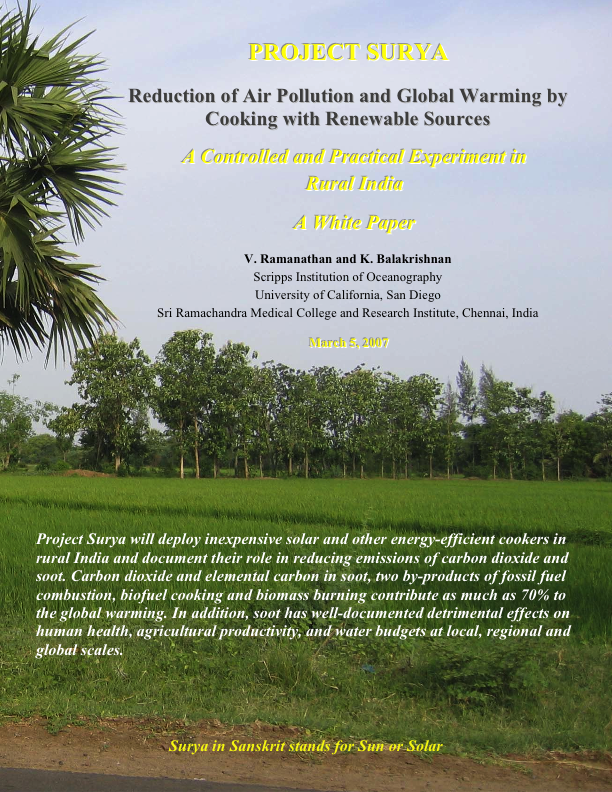 PROJECT SURYA
Reduction of Air Pollution and Global Warming by
Cooking with Renewable Sources
A Controlled and Practical Experiment in
Rural India
A White Paper
V. Ramanathan and K. Balakrishnan
Scripps Institution of Oceanography
University of California, San Diego
Sri Ramachandra Medical College and Research Institute, Chennai, India
March 5, 2007
Project Surya will deploy inexpensive solar and other energy-efficient cookers in
rural India and document their role in reducing emissions of carbon dioxide and
soot. Carbon dioxide and elemental carbon in soot, two by-products of fossil fuel
combustion, biofuel cooking and biomass burning contribute as much as 70% to
the global warming. In addition, soot has well-documented detrimental effects on
human health, agricultural productivity, and water budgets at local, regional and
global scales.
Surya in Sanskrit stands for Sun or Solar